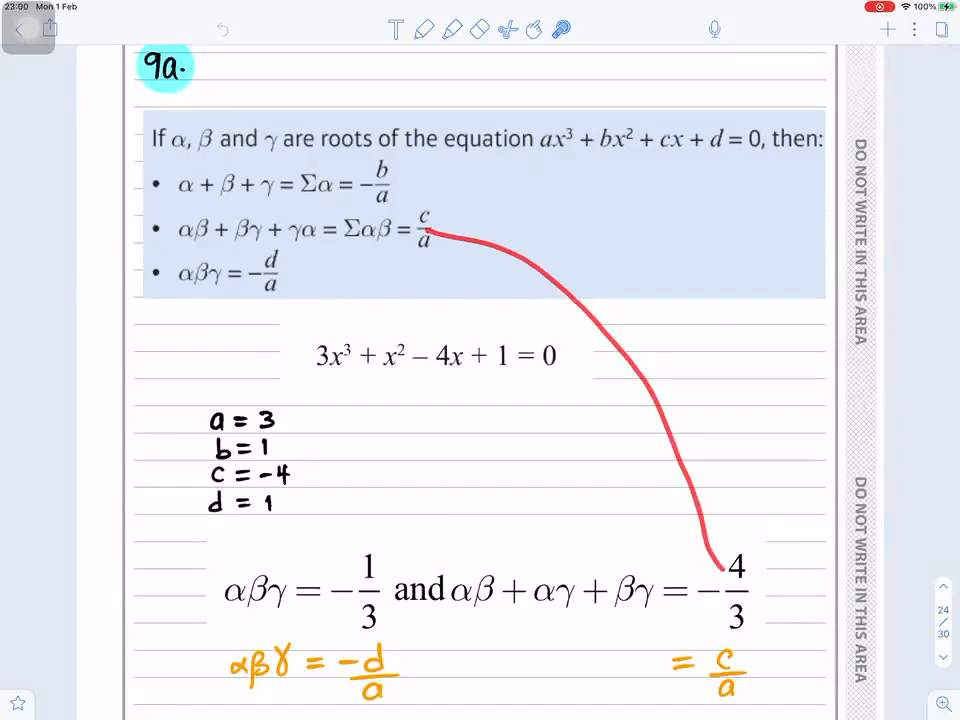 23:00 Mon 1 Feb 100%
9a.
If α, β and γ are roots of the equation ax³ + bx² + cx + d = 0, then:
• α + β + γ = Σα = −b/a
• αβ + βγ + γα = Σαβ = c/a
• αβγ = −d/a
3x³ + x² – 4x + 1 = 0
a = 3
b = 1
c = -4
d = 1
αβγ = −1/3 and αβ + αγ + βγ = −4/3
αβγ = -d/a = c/a
DO NOT WRITE IN THIS AREA
DO NOT WRITE IN THIS AREA
24
/
30